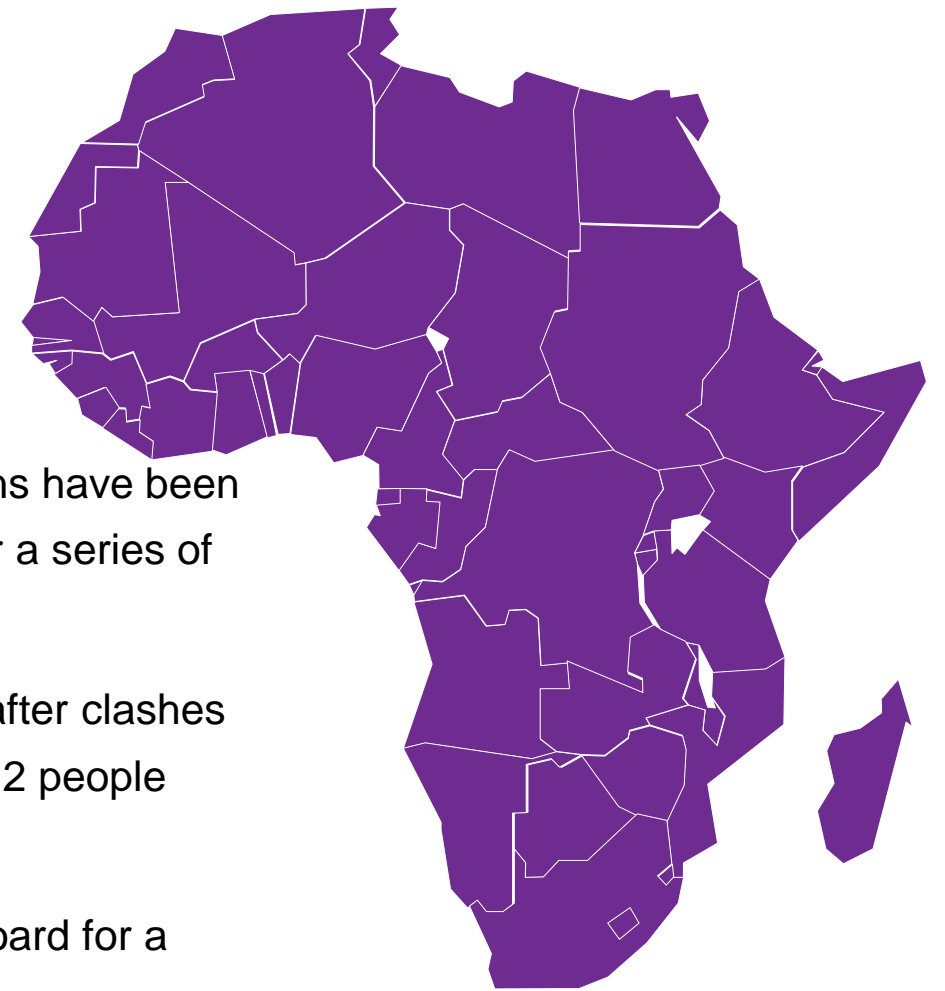 ns have been
r a series of
after clashes
2 people
oard for a